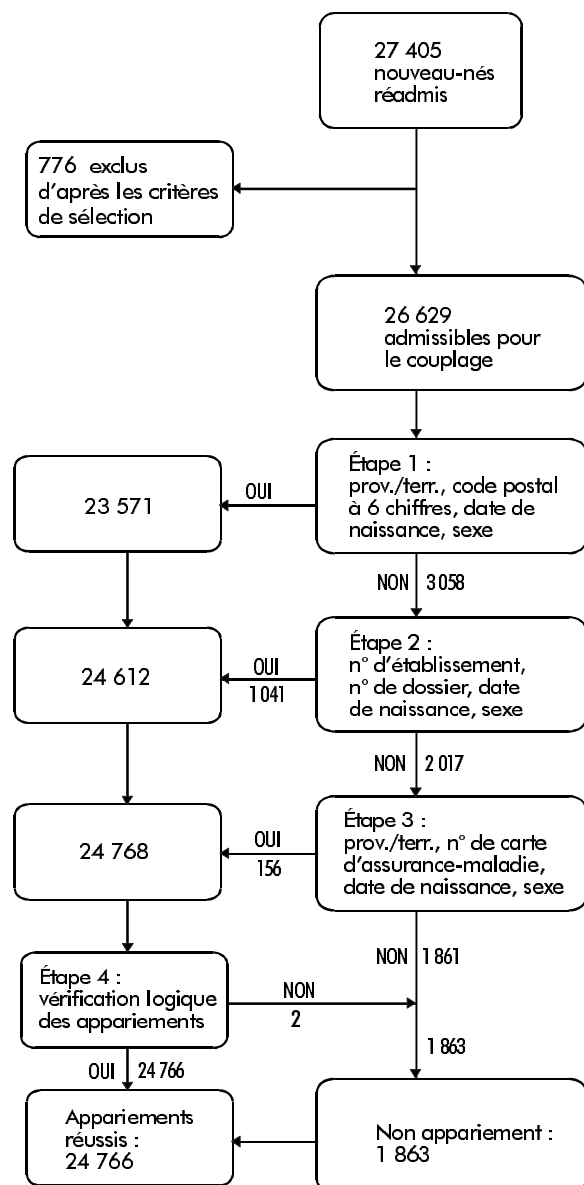 27 405
nouveau-nés
réadmis
776 exclus
d'après les critères
de sélection
26 629
admissibles pour
le couplage
Étape 1 :
prov./terr., code postal
à 6 chiffres, date de
naissance, sexe
OUI
23 571
NON 3 058
Étape 2 :
n° d'établissement,
n° de dossier, date
de naissance, sexe
OUI
1 041
24 612
NON 2 017
Étape 3 :
prov./terr., n° de carte
d'assurance-maladie,
date de naissance, sexe
OUI
156
24 768
NON 1 861
Étape 4 :
vérification logique
des appariements
NON
2
1 863
OUI 24 766
Appariements
réussis :
24 766
Non appariement :
1 863